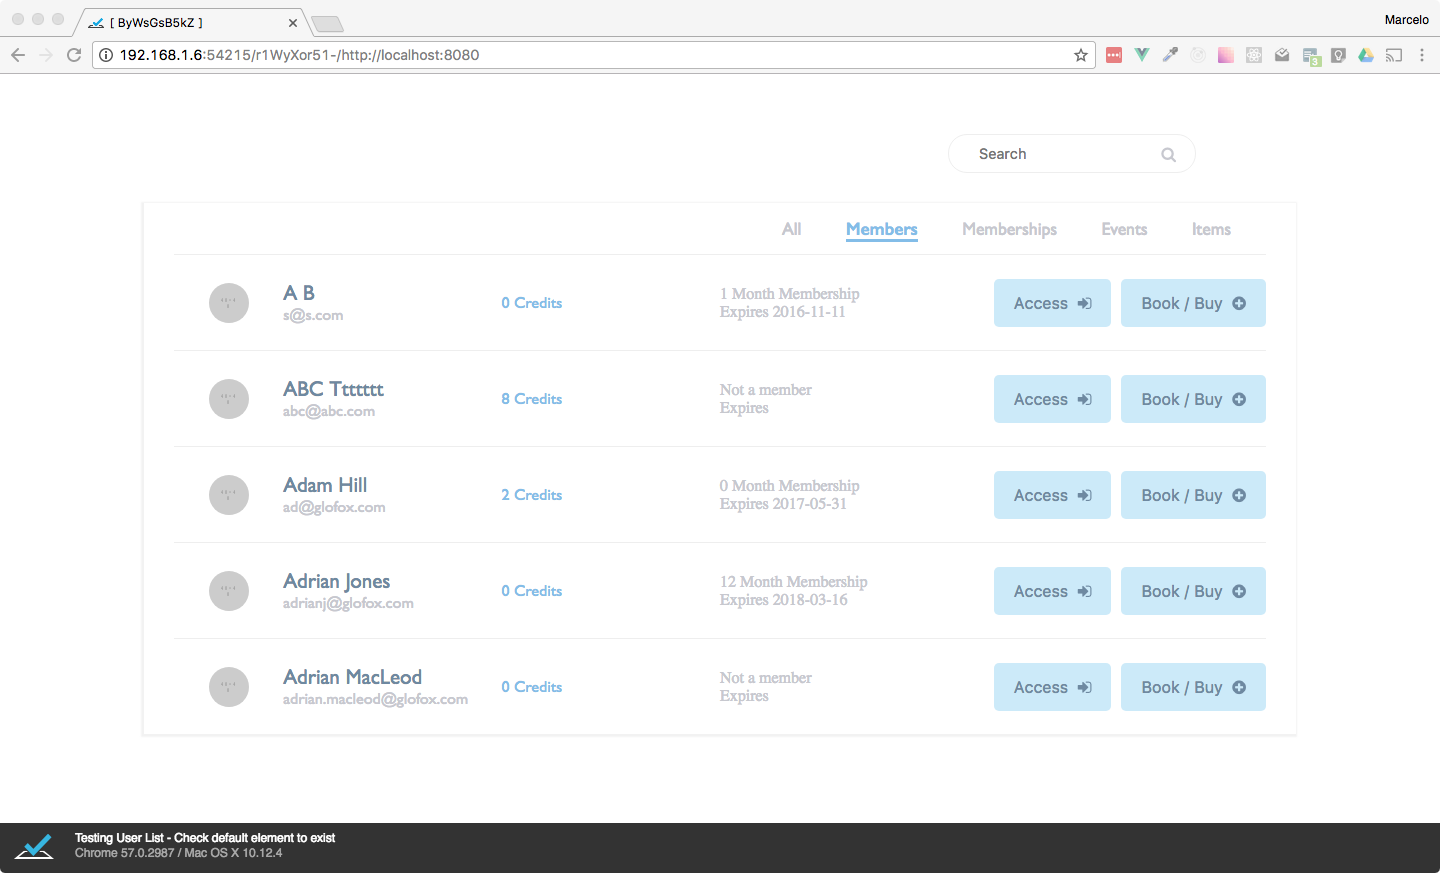 [ ByWsGsB5kZ ]
Marcelo
192.168.1.6:54215/r1WyXor51-/http://localhost:8080
Search
All Members Memberships Events Items
A B
s@s.com
0 Credits
1 Month Membership
Expires 2016-11-11
Access
Book / Buy
ABC Ttttttt
abc@abc.com
8 Credits
Not a member
Expires
Access
Book / Buy
Adam Hill
ad@glofox.com
2 Credits
0 Month Membership
Expires 2017-05-31
Access
Book / Buy
Adrian Jones
adrianj@glofox.com
0 Credits
12 Month Membership
Expires 2018-03-16
Access
Book / Buy
Adrian MacLeod
adrian.macleod@glofox.com
0 Credits
Not a member
Expires
Access
Book / Buy
Testing User List - Check default element to exist
Chrome 57.0.2987 / Mac OS X 10.12.4